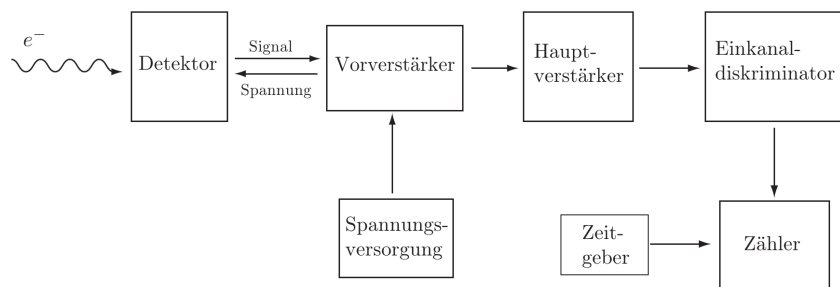 e⁻
Detektor
Signal
Spannung
Vorverstärker
Haupt-
verstärker
Einkanal-
diskriminator
Spannungs-
versorgung
Zeit-
geber
Zähler